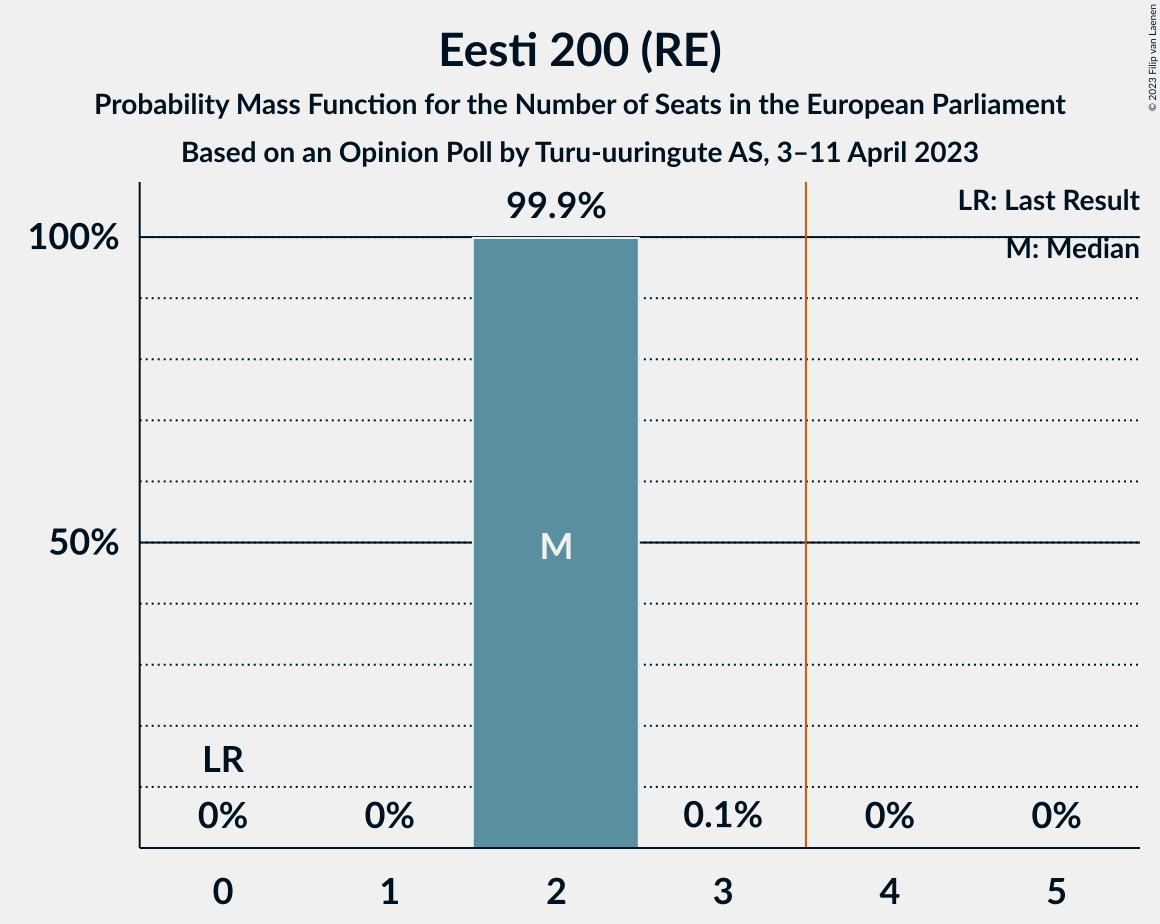 Eesti 200 (RE)
Probability Mass Function for the Number of Seats in the European Parliament
Based on an Opinion Poll by Turu-uuringute AS, 3–11 April 2023
© 2023 Filip van Laenen
99.9%
LR: Last Result
100%
M: Median
50%
M
LR
0% 0% 0.1% 0% 0%
0 1 2 3 4 5